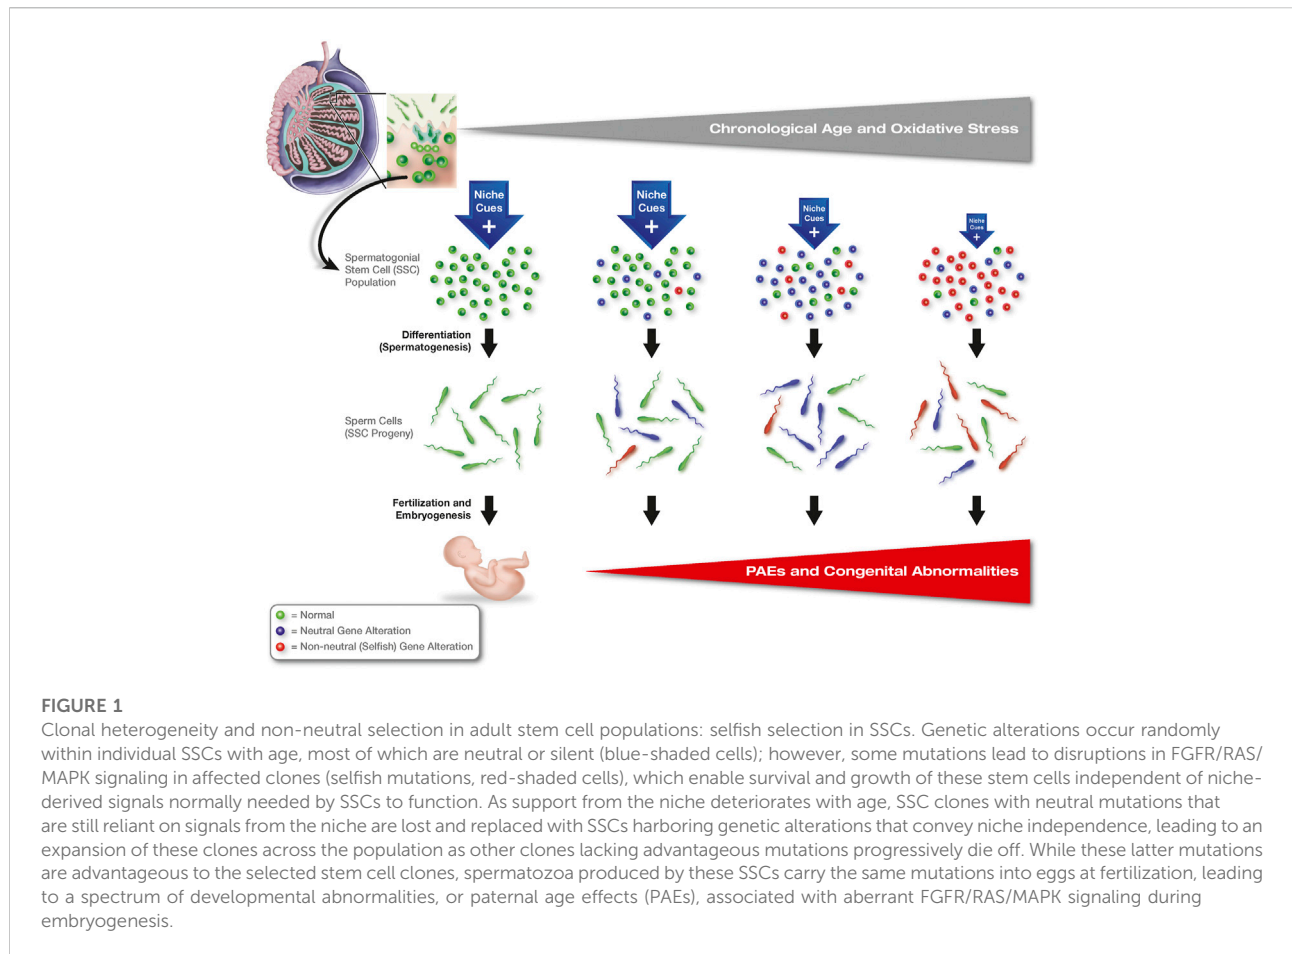 Chronological Age and Oxidative Stress
Niche
Cues
+
Niche
Cues
+
Niche
Cues
+
Niche
Cues
+
Spermatogonial
Stem Cell (SSC)
Population
Differentiation
(Spermatogenesis)
Sperm Cells
(SSC Progeny)
Fertilization and
Embryogenesis
PAEs and Congenital Abnormalities
= Normal
= Neutral Gene Alteration
= Non-neutral (Selfish) Gene Alteration
FIGURE 1
Clonal heterogeneity and non-neutral selection in adult stem cell populations: selfish selection in SSCs. Genetic alterations occur randomly
within individual SSCs with age, most of which are neutral or silent (blue-shaded cells); however, some mutations lead to disruptions in FGFR/RAS/
MAPK signaling in affected clones (selfish mutations, red-shaded cells), which enable survival and growth of these stem cells independent of niche-
derived signals normally needed by SSCs to function. As support from the niche deteriorates with age, SSC clones with neutral mutations that
are still reliant on signals from the niche are lost and replaced with SSCs harboring genetic alterations that convey niche independence, leading to an
expansion of these clones across the population as other clones lacking advantageous mutations progressively die off. While these latter mutations
are advantageous to the selected stem cell clones, spermatozoa produced by these SSCs carry the same mutations into eggs at fertilization, leading
to a spectrum of developmental abnormalities, or paternal age effects (PAEs), associated with aberrant FGFR/RAS/MAPK signaling during
embryogenesis.